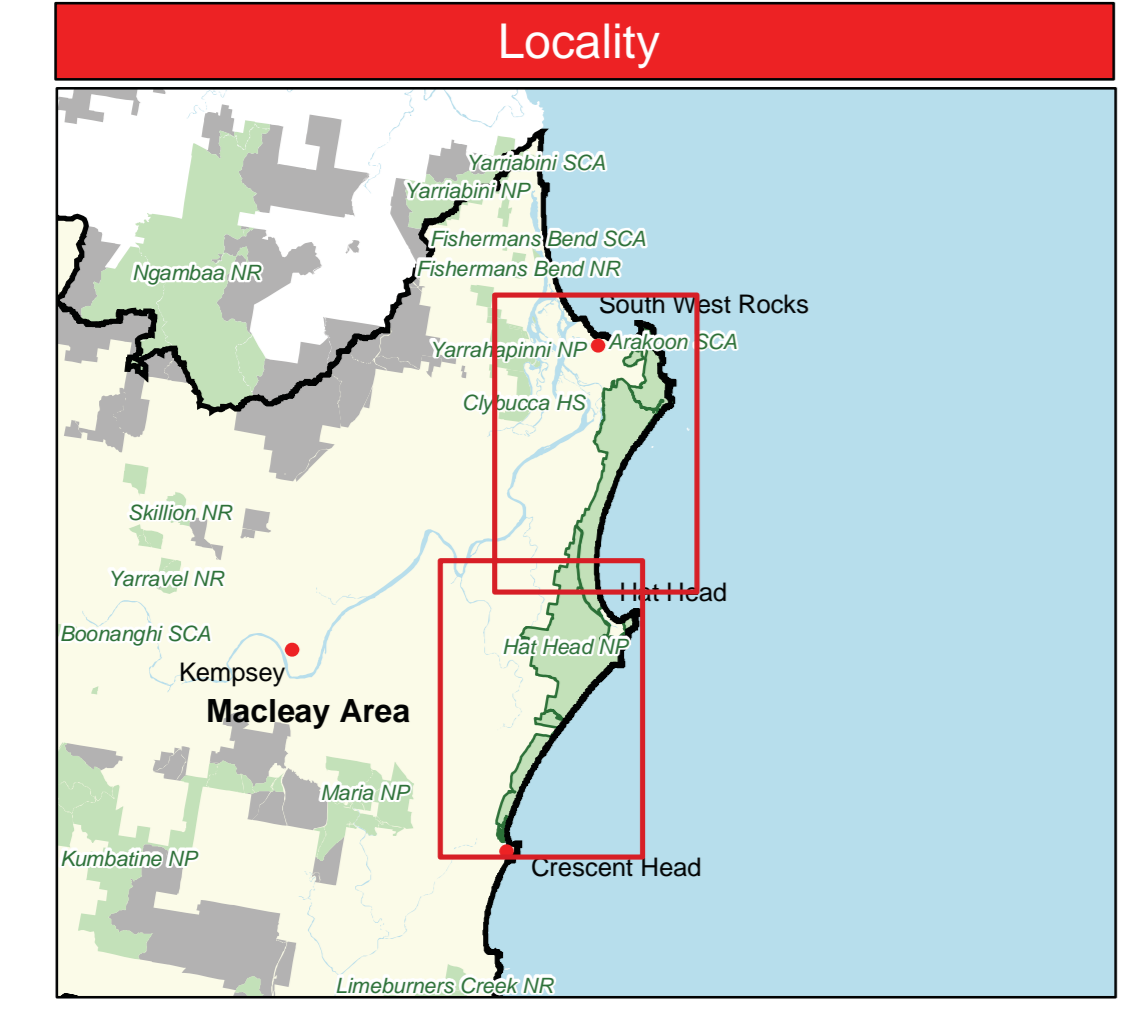 Locality
Yarriabini SCA
Yarriabini NP
Fishermans Bend SCA
Fishermans Bend NR
Ngambaa NR
South West Rocks
Arakoon SCA
Yarrahapinni NP
Clybucca HS
Skillion NR
Yarravel NR
Hat Head
Boonanghi SCA
Hat Head NP
Kempsey
Macleay Area
Maria NP
Kumbatine NP
Crescent Head
Limeburners Creek NR